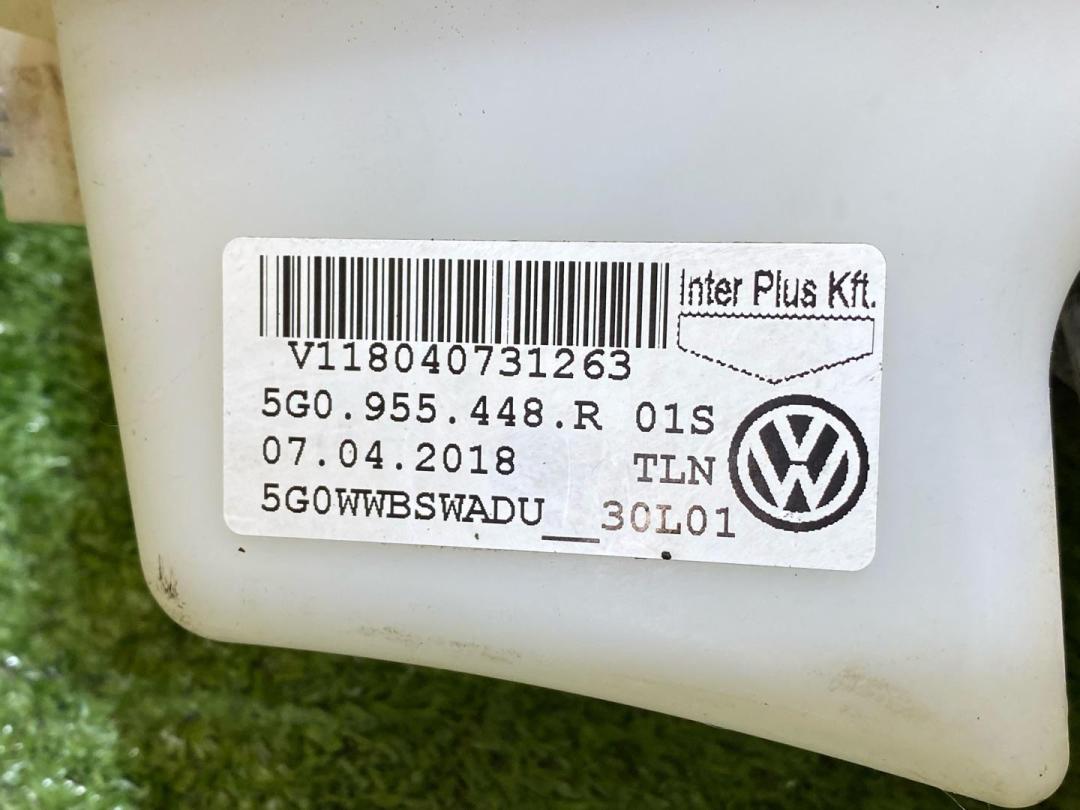 Inter Plus Kft.
V118040731263
5G0.955.448.R 01S
07.04.2018 TLN
5G0WWBSWADU__30L01